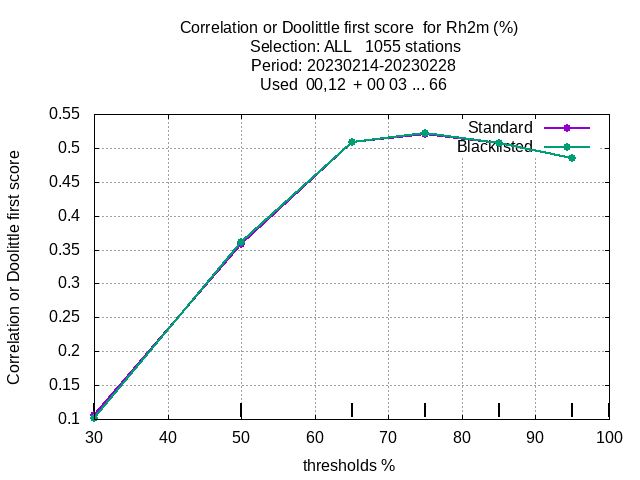 Correlation or Doolittle first score  for Rh2m (%)
Selection: ALL   1055 stations
Period: 20230214-20230228
Used  00,12  + 00 03 ... 66
Standard
Blacklisted
Correlation or Doolittle first score
0.55
0.5
0.45
0.4
0.35
0.3
0.25
0.2
0.15
0.1
30 40 50 60 70 80 90 100
thresholds %